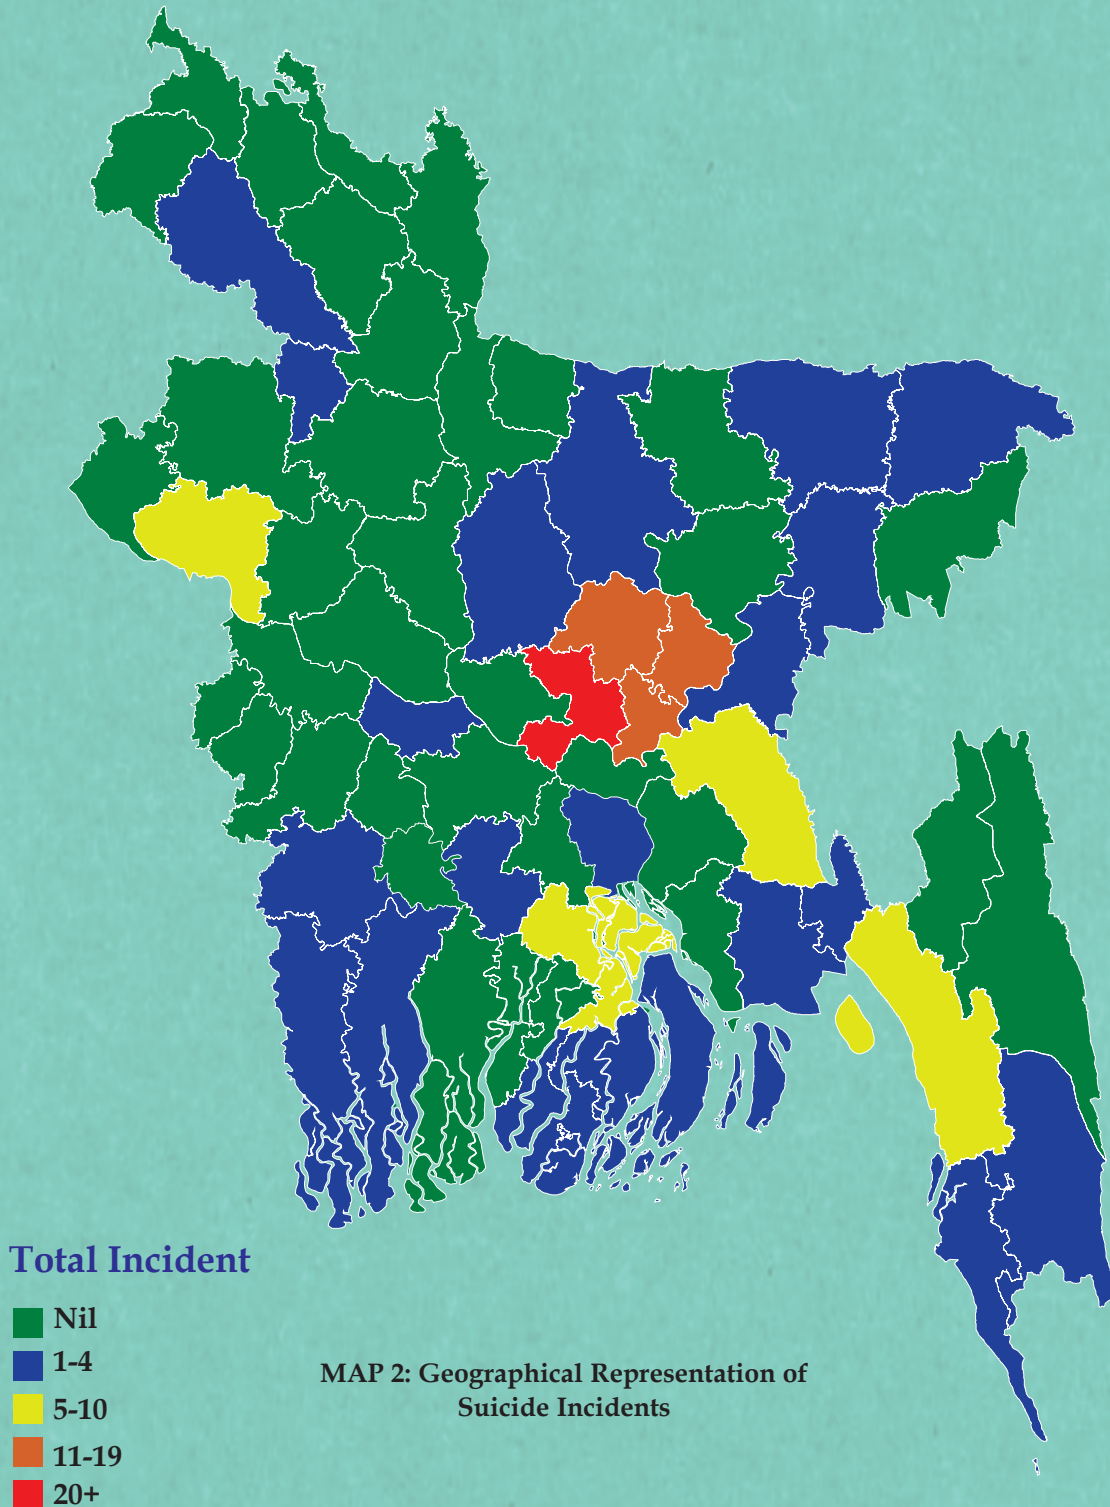 Total Incident
Nil
1-4
5-10
11-19
20+
MAP 2: Geographical Representation of
Suicide Incidents